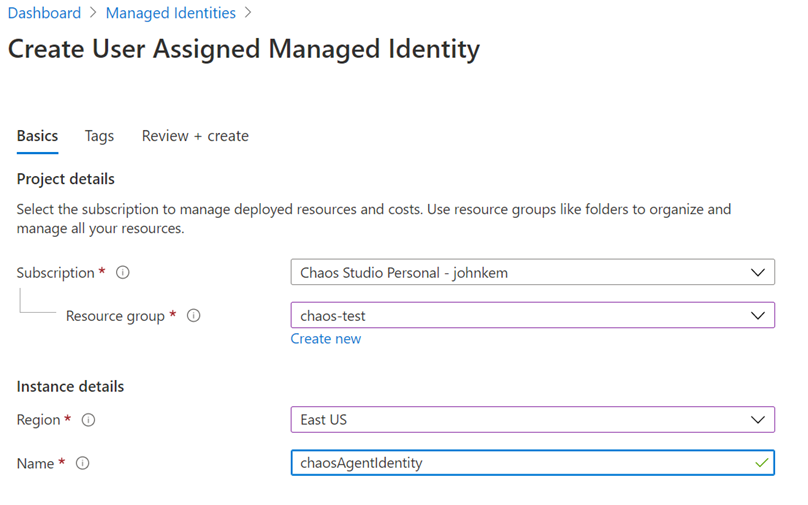 Dashboard > Managed Identities >
Create User Assigned Managed Identity
Basics Tags Review + create
Project details
Select the subscription to manage deployed resources and costs. Use resource groups like folders to organize and
manage all your resources.
Subscription * Chaos Studio Personal - johnkem
Resource group * chaos-test
Create new
Instance details
Region * East US
Name * chaosAgentIdentity